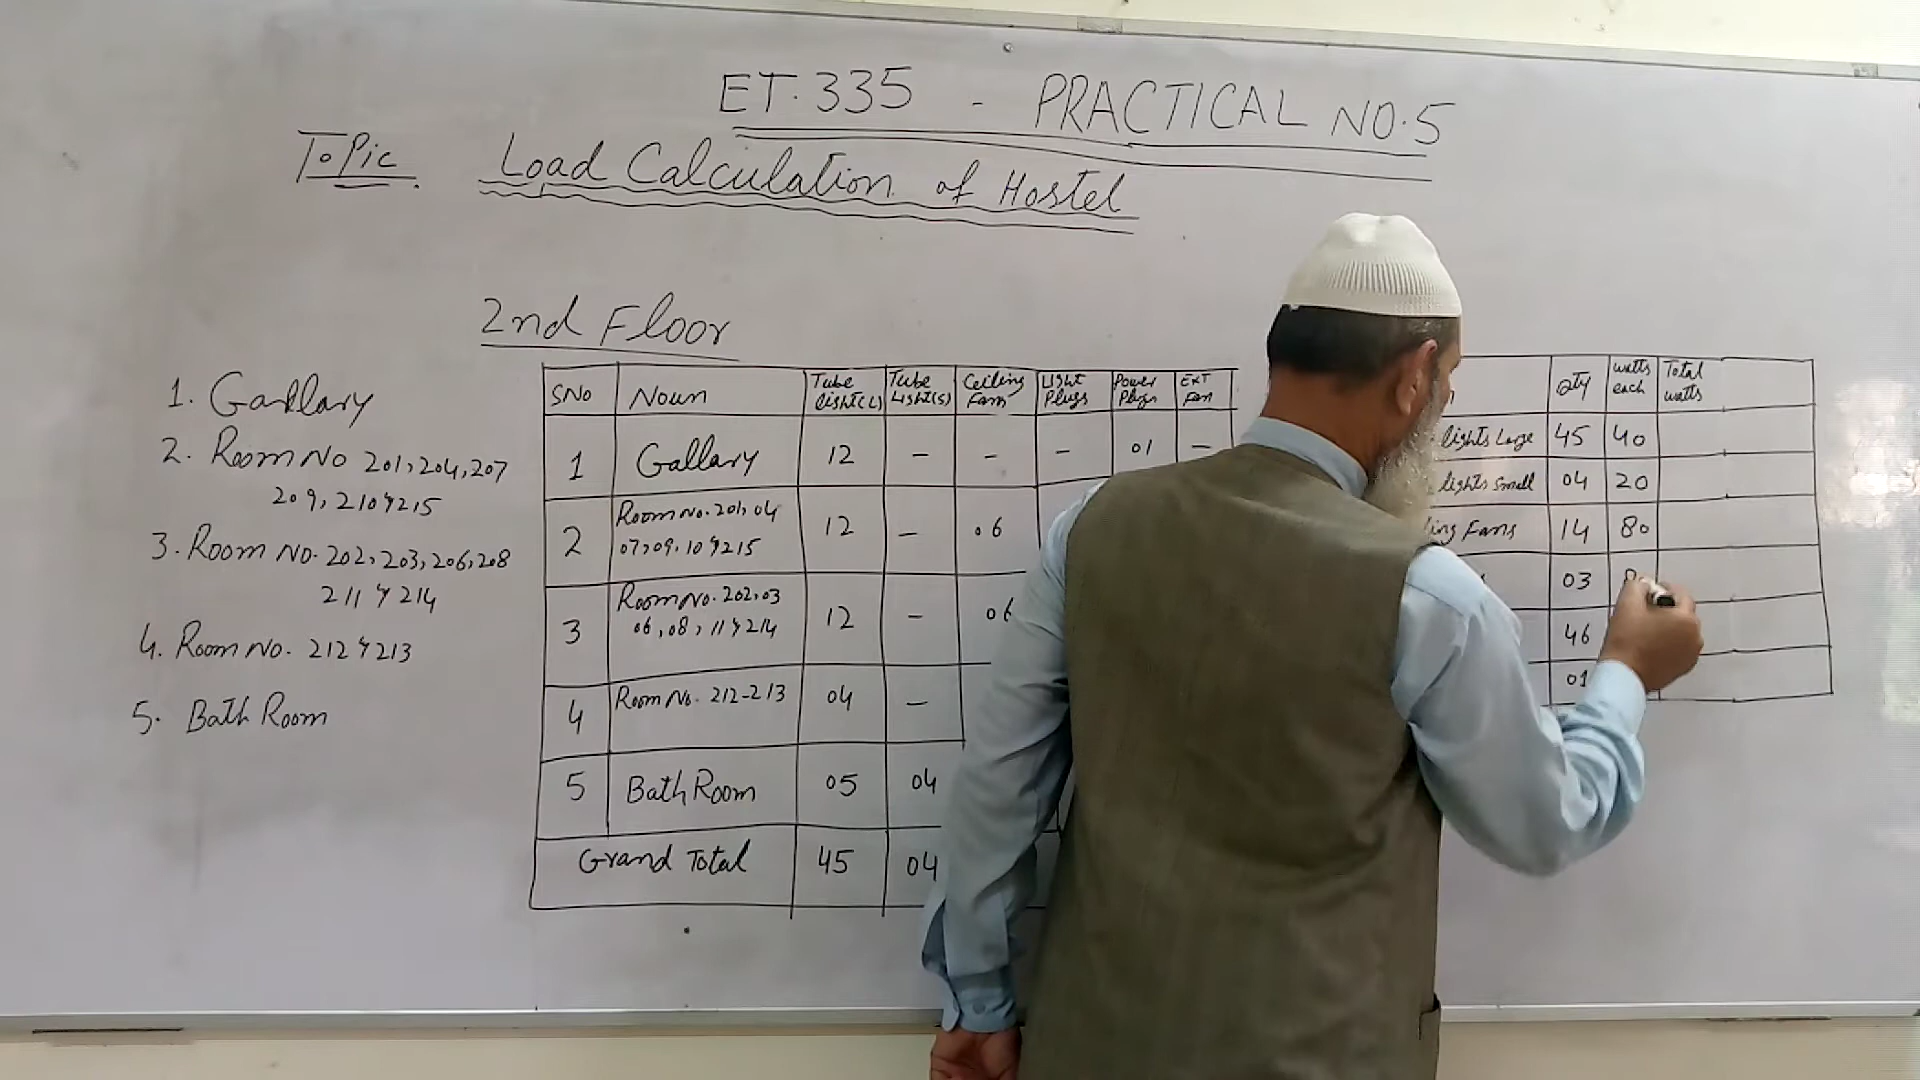 ET.335 - PRACTICAL NO.5
Topic Load Calculation of Hostel
2nd Floor
1. Gallary
2. Room No 201, 204, 207
209, 210 & 215
3. Room No. 202, 203, 206, 208
211 & 214
4. Room No. 212 & 213
5. Bath Room
SNo Noun Tube Light(L) Tube Light(S) Ceiling Fans Light Plugs Power Plugs EXT Fan
1 Gallary 12 - - - 01 -
2 Room No. 201, 04
07, 09, 10 & 215 12 - 06
3 Room No. 202, 03
06, 08, 11 & 214 12 - 06
4 Room No. 212-213 04 -
5 Bath Room 05 04
Grand Total 45 04
Qty watts each Total watts
lights Large 45 40
lights Small 04 20
Fans 14 80
03
46
01